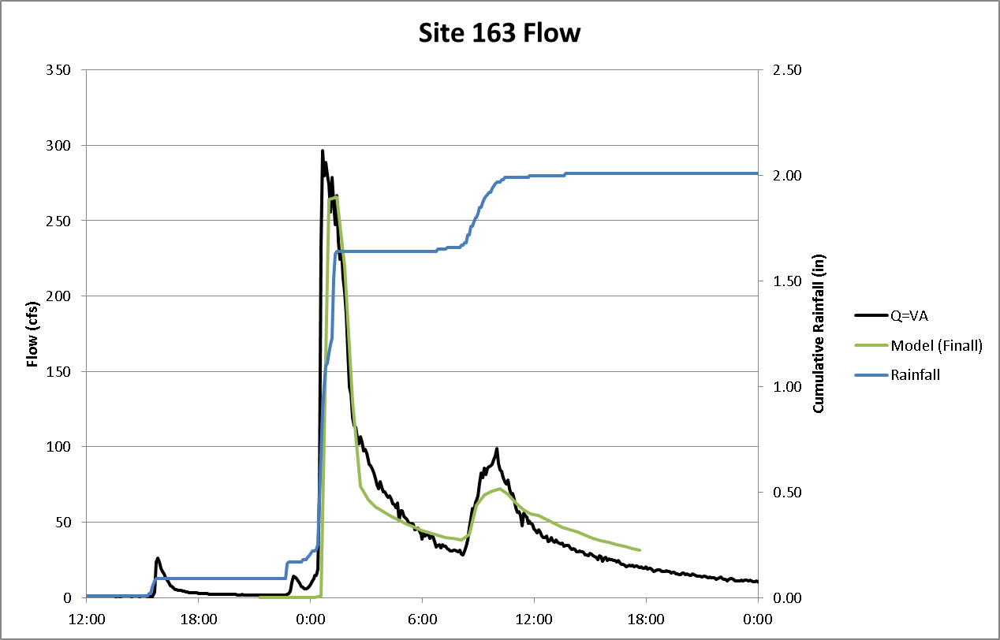 Site 163 Flow
350
300
250
200
150
100
50
0
Flow (cfs)
2.50
2.00
1.50
1.00
0.50
0.00
Cumulative Rainfall (in)
12:00 18:00 0:00 6:00 12:00 18:00 0:00
Q=VA
Model (Finall)
Rainfall